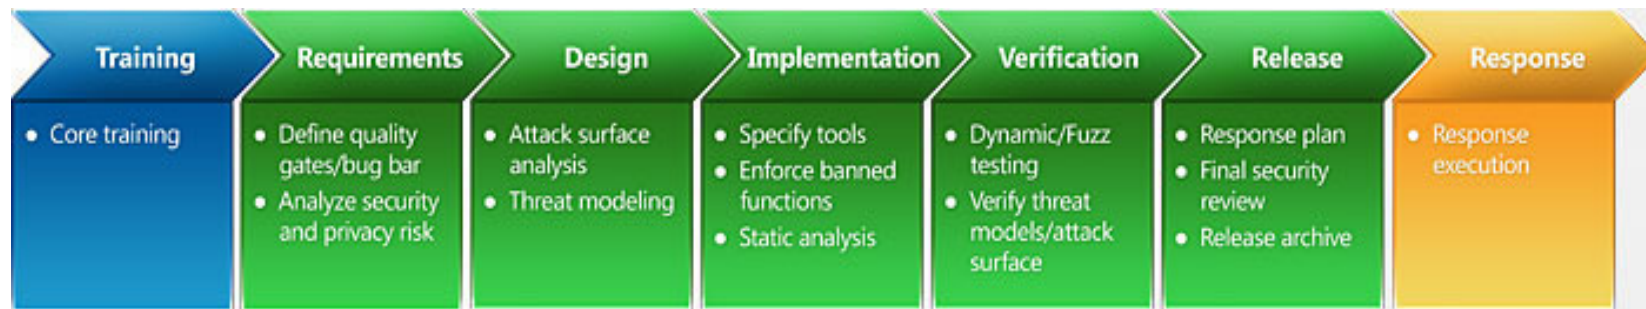 Training
• Core training
Requirements
• Define quality
gates/bug bar
• Analyze security
and privacy risk
Design
• Attack surface
analysis
• Threat modeling
Implementation
• Specify tools
• Enforce banned
functions
• Static analysis
Verification
• Dynamic/Fuzz
testing
• Verify threat
models/attack
surface
Release
• Response plan
• Final security
review
• Release archive
Response
• Response
execution